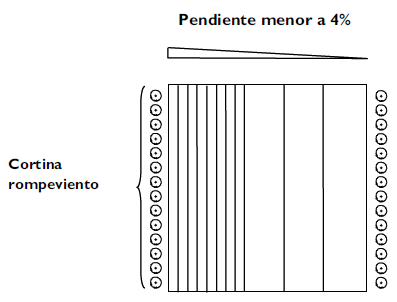 Pendiente menor a 4%
Cortina
rompeviento